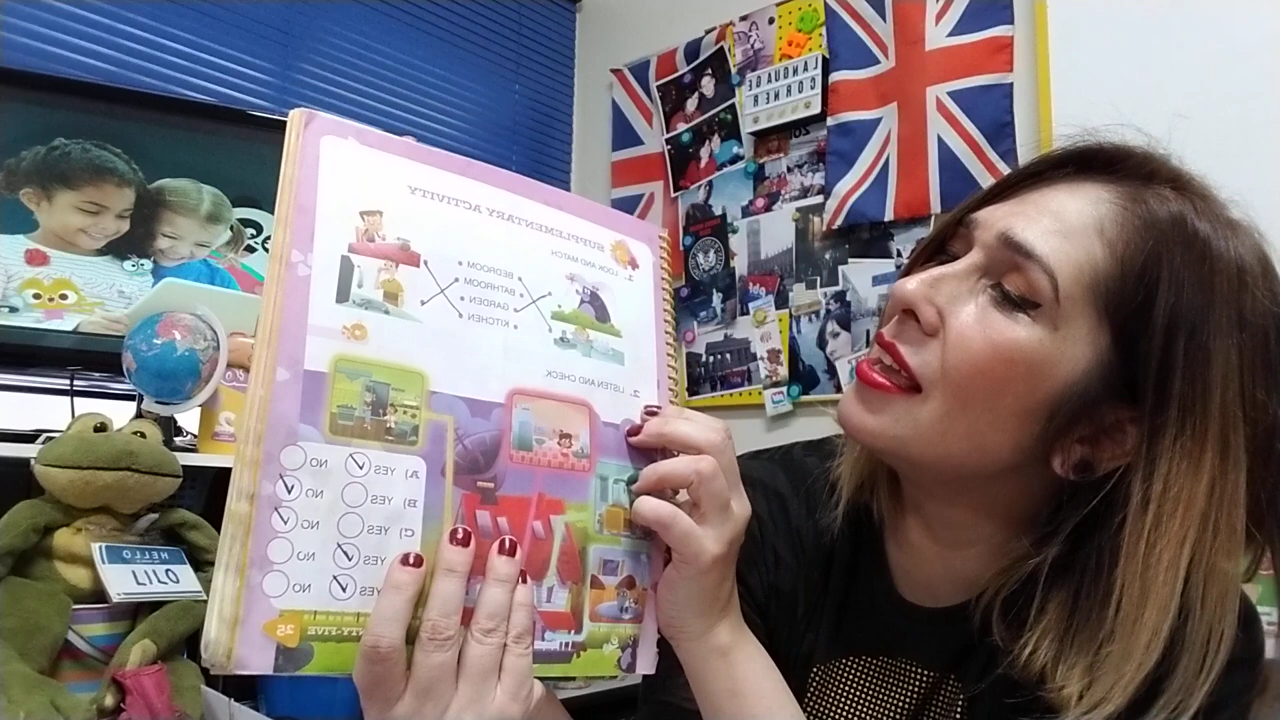 LANGUAGE
CORNER
SUPPLEMENTARY ACTIVITY
1. LOOK AND MATCH
BEDROOM
BATHROOM
GARDEN
KITCHEN
2. LISTEN AND CHECK
A) YES NO
B) YES NO
C) YES NO
YES NO
YES NO
25
HELLO
LILO